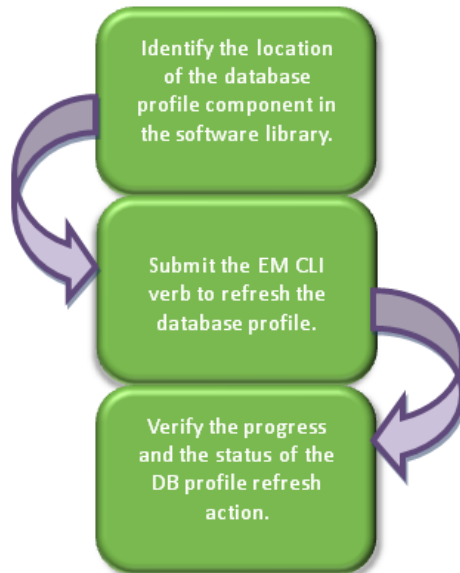 Identify the location
of the database
profile component in
the software library.
Submit the EM CLI
verb to refresh the
database profile.
Verify the progress
and the status of the
DB profile refresh
action.